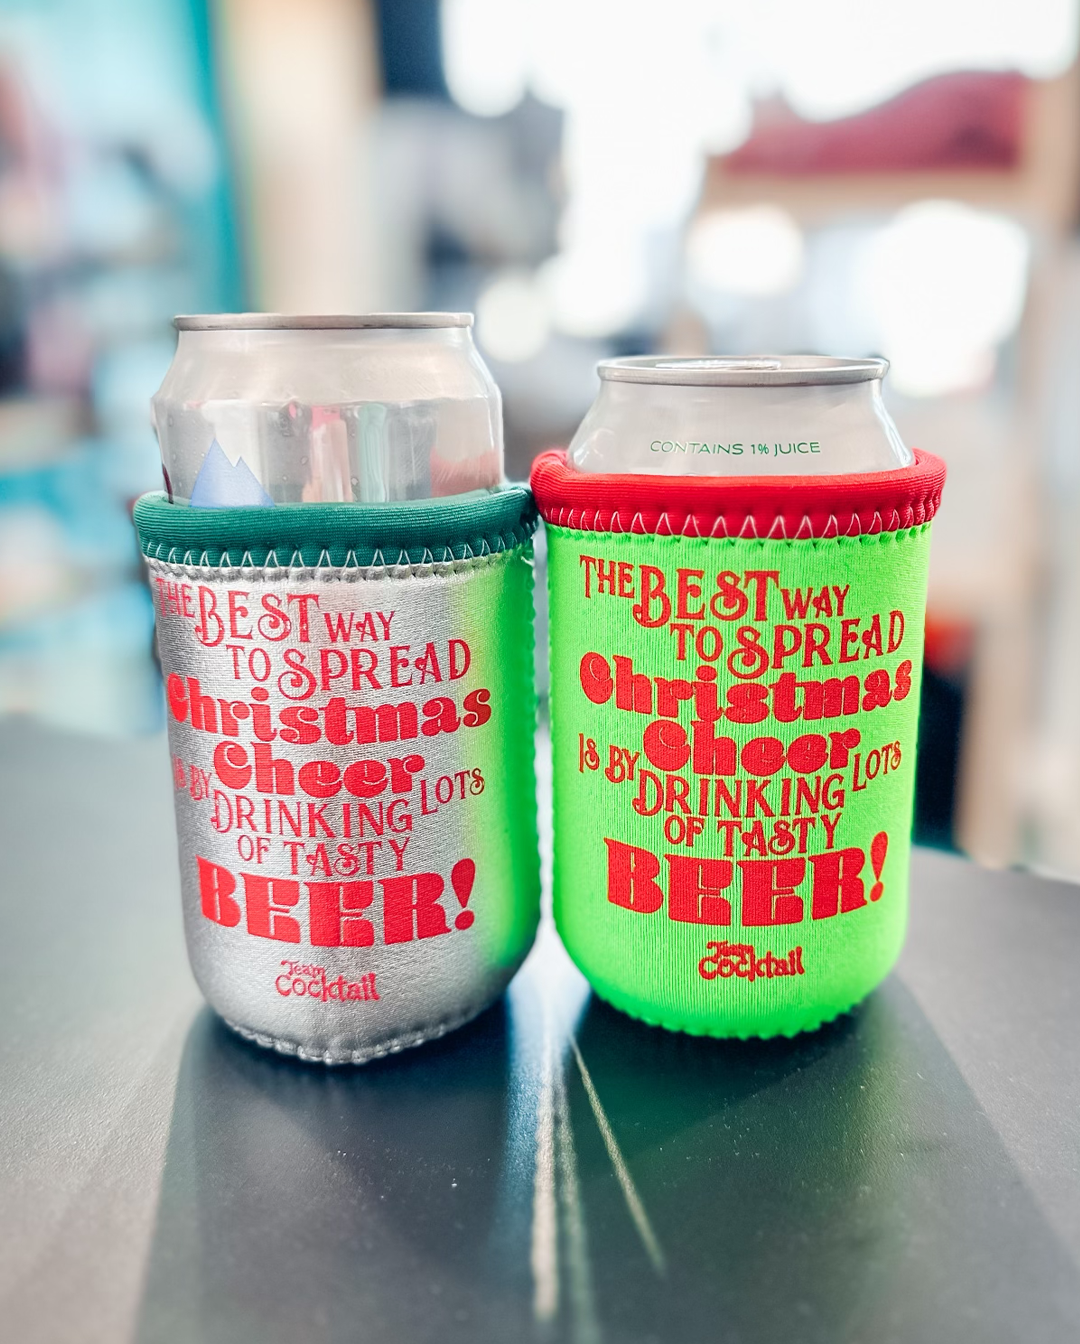 THE BEST WAY
TO SPREAD
Christmas
Cheer
IS BY DRINKING LOTS
OF TASTY
BEER!
Team
Cocktail
CONTAINS 1% JUICE
THE BEST WAY
TO SPREAD
Christmas
Cheer
IS BY DRINKING LOTS
OF TASTY
BEER!
Team
Cocktail